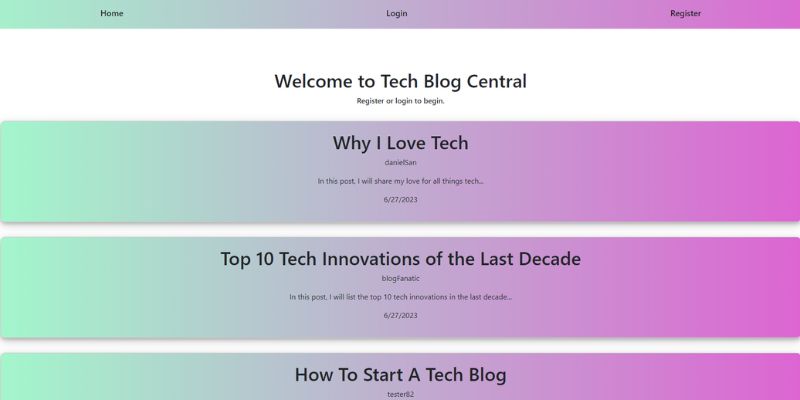 Home Login Register
Welcome to Tech Blog Central
Register or login to begin.
Why I Love Tech
danielSan
In this post, I will share my love for all things tech...
6/27/2023
Top 10 Tech Innovations of the Last Decade
blogFanatic
In this post, I will list the top 10 tech innovations in the last decade...
6/27/2023
How To Start A Tech Blog
tester82